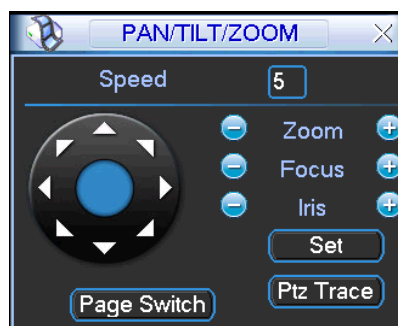 PAN/TILT/ZOOM
Speed 5
Zoom
Focus
Iris
Set
Page Switch Ptz Trace